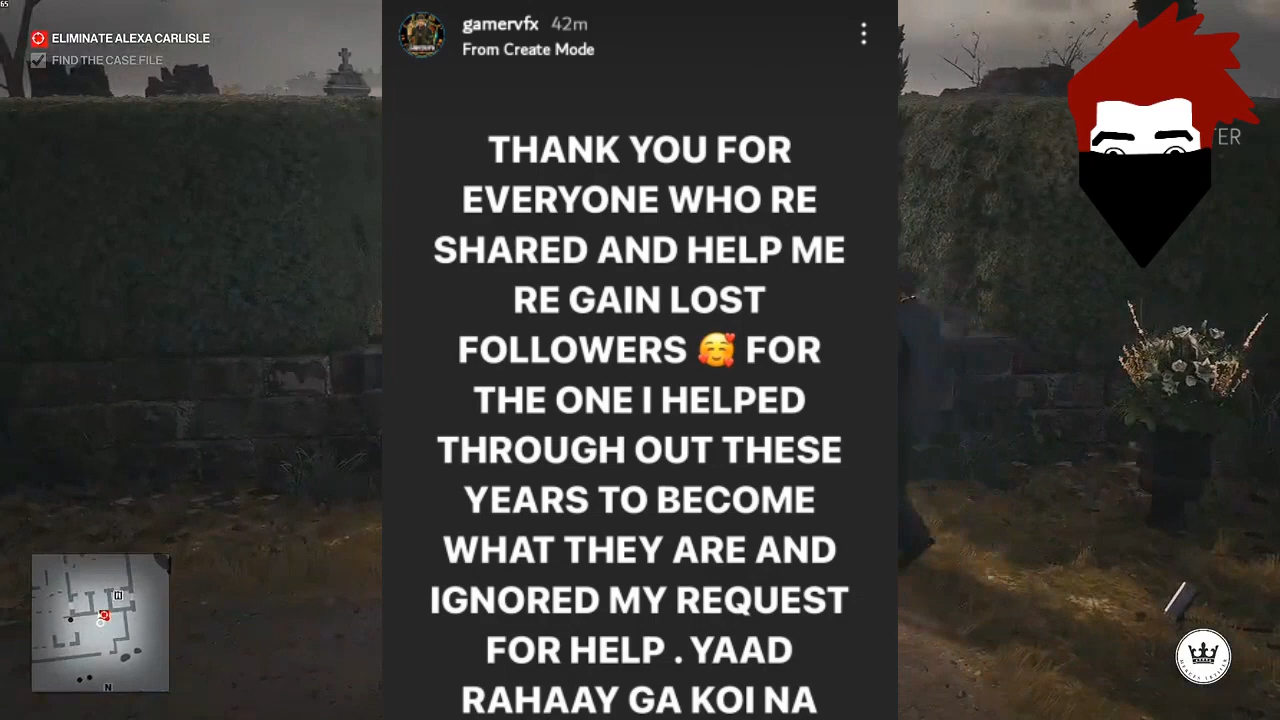 65
ELIMINATE ALEXA CARLISLE
FIND THE CASE FILE
gamervfx 42m
From Create Mode
THANK YOU FOR
EVERYONE WHO RE
SHARED AND HELP ME
RE GAIN LOST
FOLLOWERS 🥰 FOR
THE ONE I HELPED
THROUGH OUT THESE
YEARS TO BECOME
WHAT THEY ARE AND
IGNORED MY REQUEST
FOR HELP . YAAD
RAHAAY GA KOI NA
TER
N